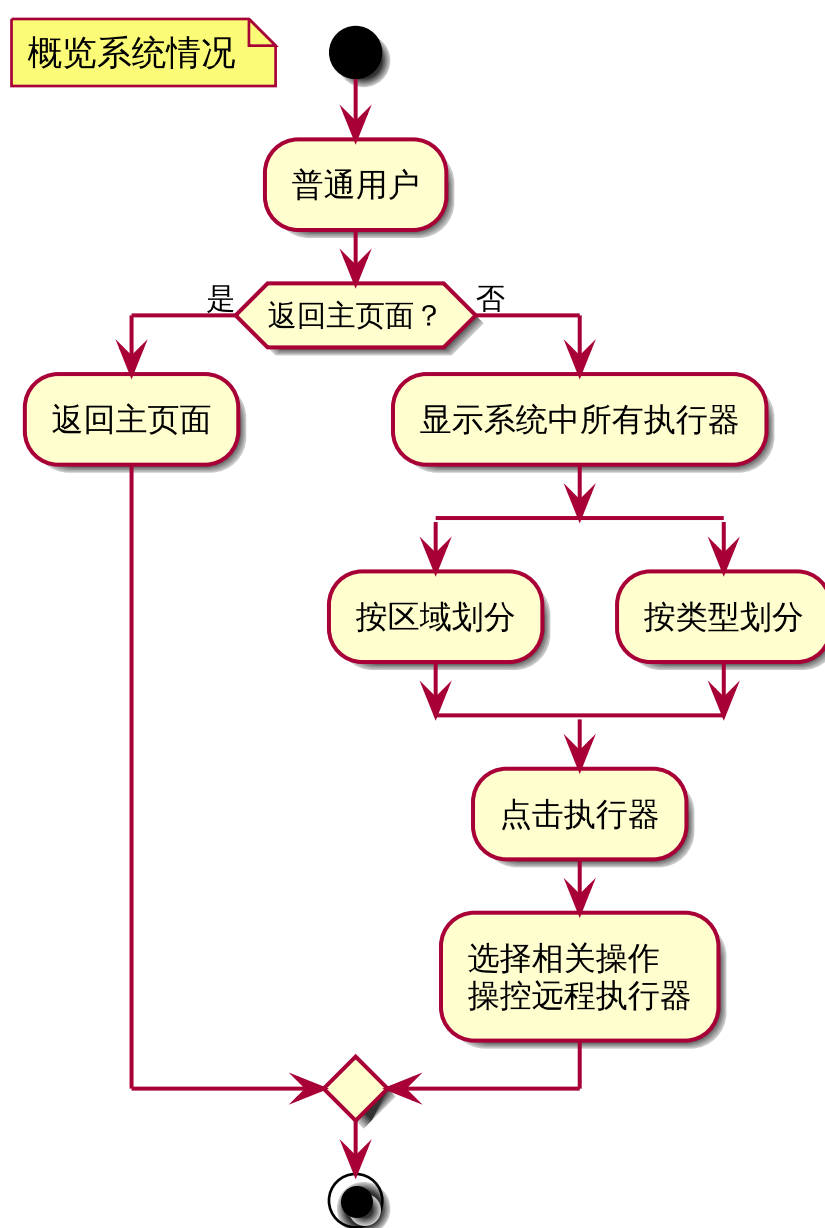 概览系统情况
普通用户
是
返回主页面？
否
返回主页面
显示系统中所有执行器
按区域划分
按类型划分
点击执行器
选择相关操作
操控远程执行器